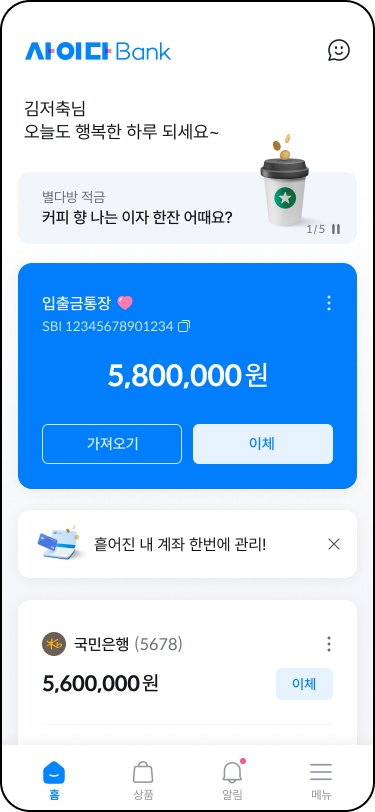 사이다Bank
김저축님
오늘도 행복한 하루 되세요~
별다방 적금
커피 향 나는 이자 한잔 어때요?
1/5
입출금통장
SBI 12345678901234
5,800,000원
가져오기
이체
흩어진 내 계좌 한번에 관리!
국민은행 (5678)
5,600,000원
이체
홈
상품
알림
메뉴